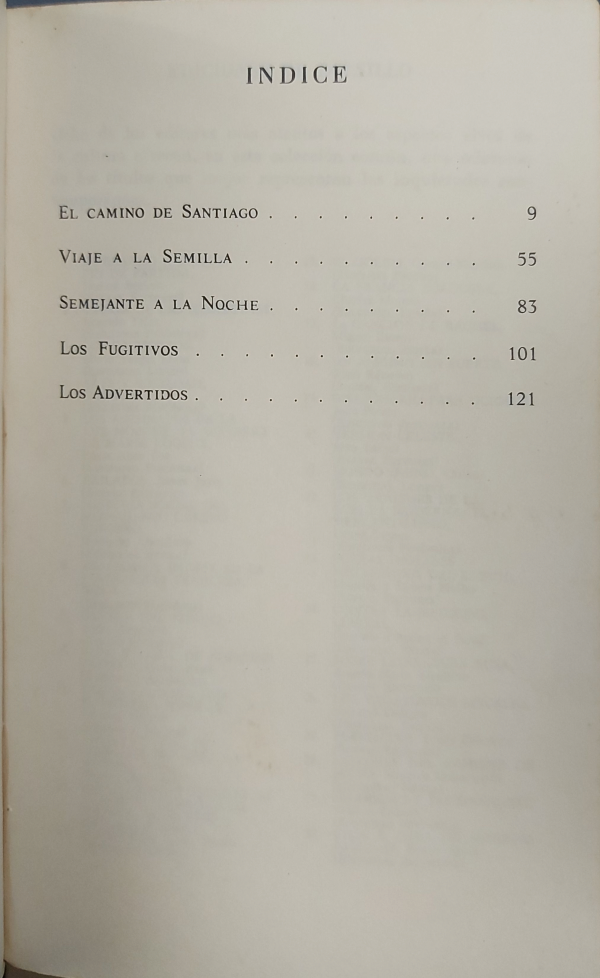 INDICE
El camino de Santiago . . . . . . . . . 9
Viaje a la Semilla . . . . . . . . . . 55
Semejante a la Noche . . . . . . . . . 83
Los Fugitivos . . . . . . . . . . . . 101
Los Advertidos . . . . . . . . . . . . 121